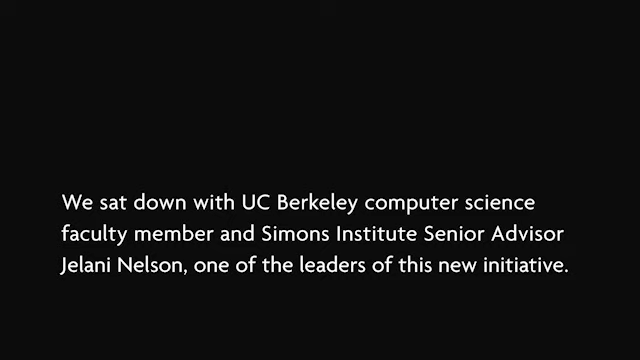 We sat down with UC Berkeley computer science
faculty member and Simons Institute Senior Advisor
Jelani Nelson, one of the leaders of this new initiative.